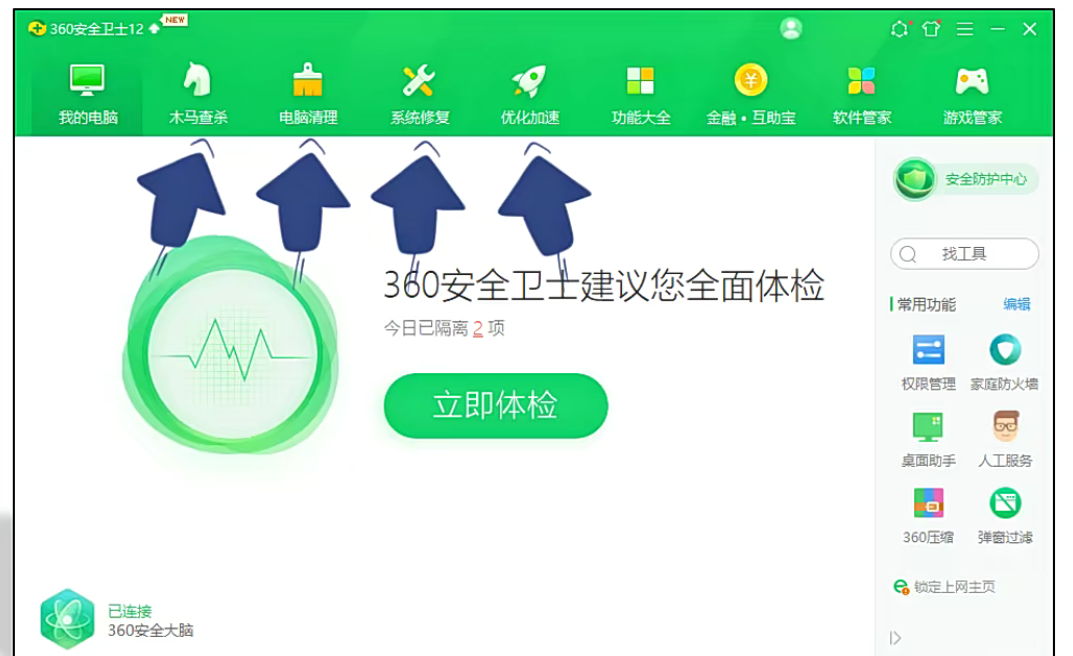 360安全卫士12
NEW
我的电脑
木马查杀
电脑清理
系统修复
优化加速
功能大全
金融•互助宝
软件管家
游戏管家
360安全卫士建议您全面体检
今日已隔离 2 项
立即体检
已连接
360安全大脑
安全防护中心
找工具
常用功能 编辑
权限管理 家庭防火墙
桌面助手 人工服务
360压缩 弹窗过滤
锁定上网主页